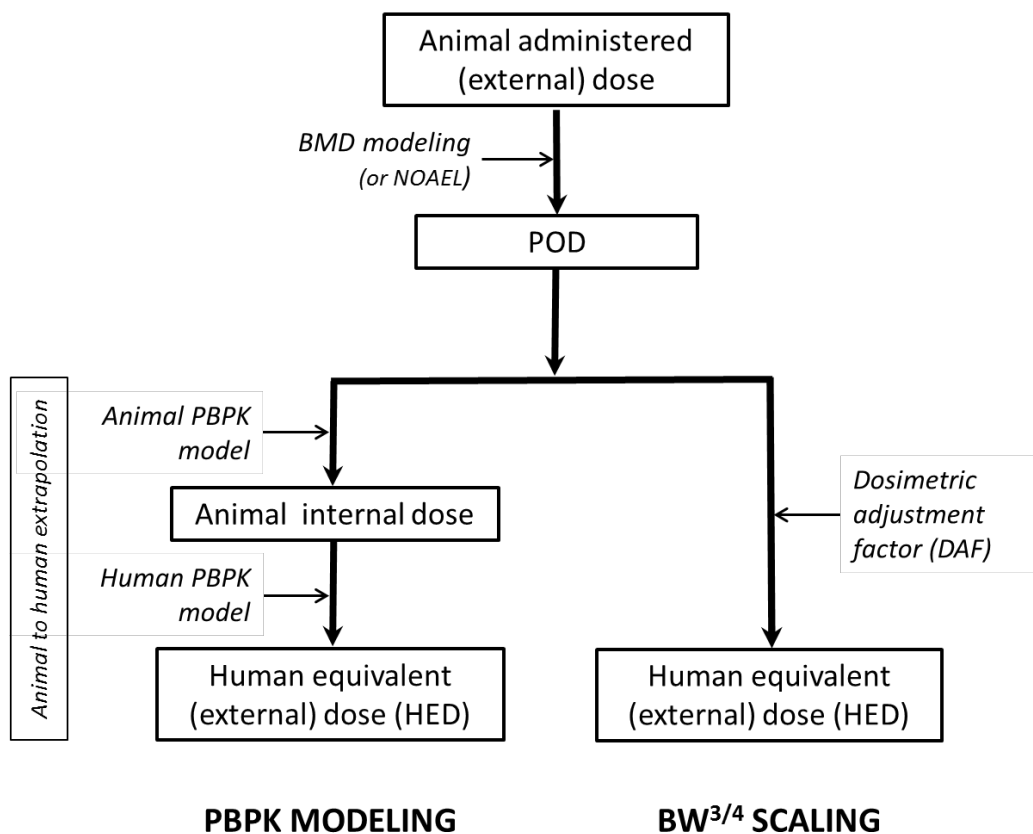 Animal administered
(external) dose
BMD modeling
(or NOAEL)
POD
Animal to human extrapolation
Animal PBPK
model
Animal internal dose
Dosimetric
adjustment
factor (DAF)
Human PBPK
model
Human equivalent
(external) dose (HED)
Human equivalent
(external) dose (HED)
PBPK MODELING
BW3/4 SCALING